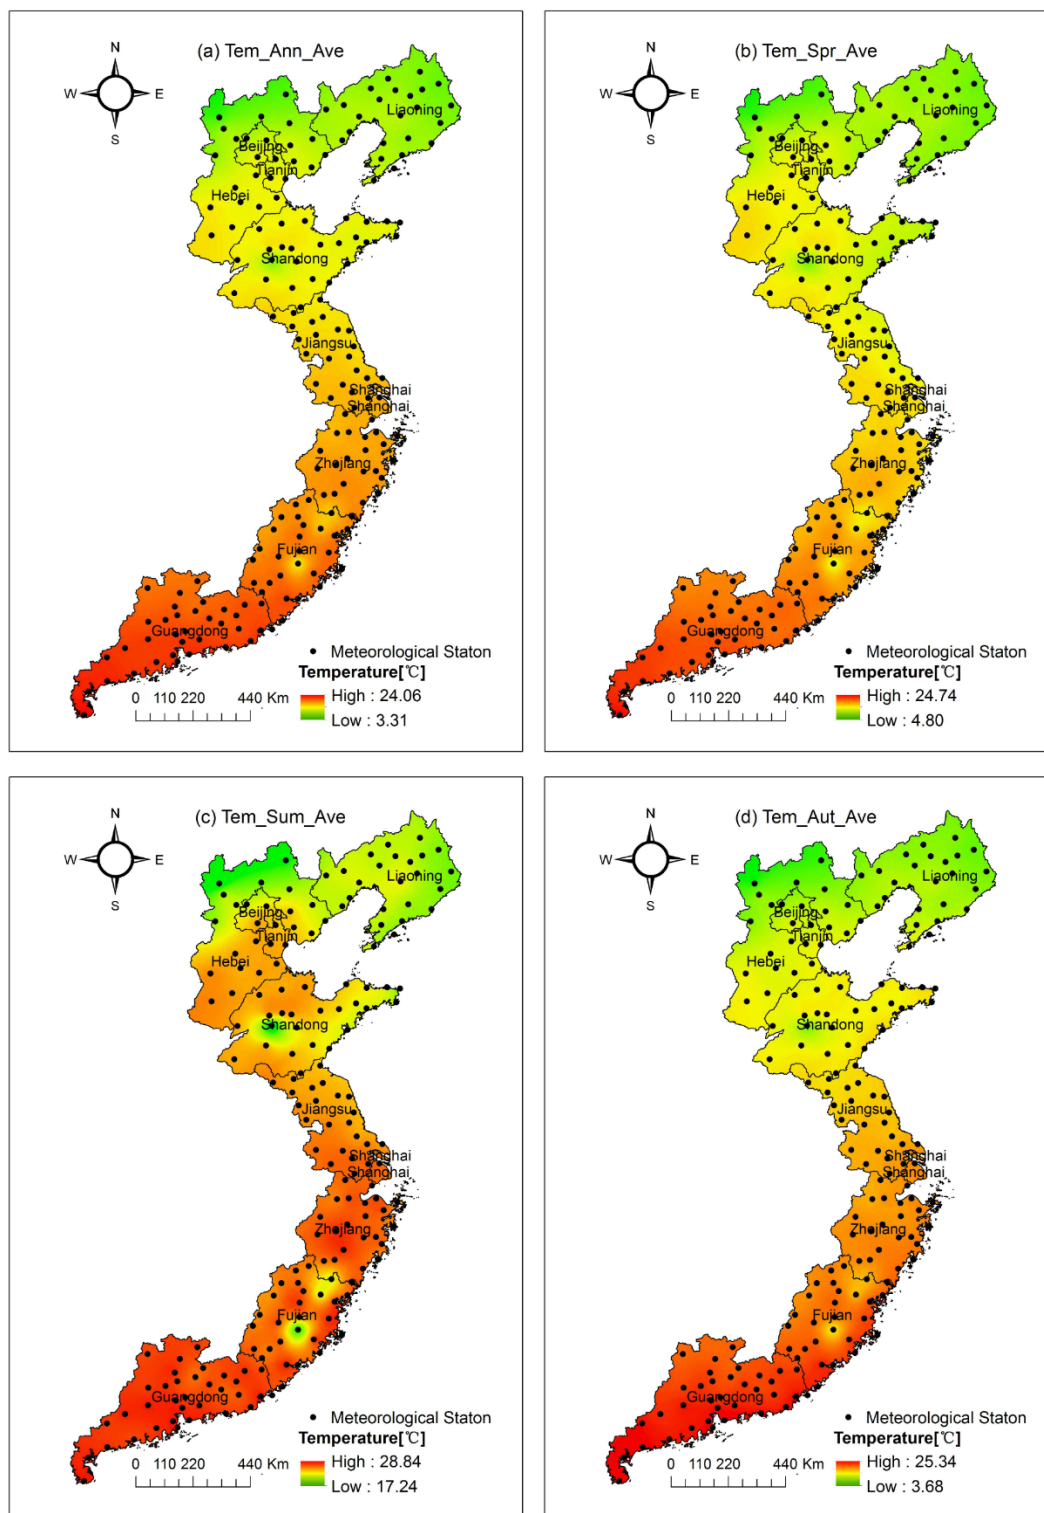 (a) Tem_Ann_Ave
N
W E
S
Liaoning
Beijing
Tianjin
Hebei
Shandong
Jiangsu
Shanghai
Shanghai
Zhejiang
Fujian
Guangdong
Meteorological Staton
Temperature[℃]
High : 24.06
Low : 3.31
0 110 220 440 Km
(b) Tem_Spr_Ave
N
W E
S
Liaoning
Beijing
Tianjin
Hebei
Shandong
Jiangsu
Shanghai
Shanghai
Zhejiang
Fujian
Guangdong
Meteorological Staton
Temperature[℃]
High : 24.74
Low : 4.80
0 110 220 440 Km
(c) Tem_Sum_Ave
N
W E
S
Liaoning
Beijing
Tianjin
Hebei
Shandong
Jiangsu
Shanghai
Shanghai
Zhejiang
Fujian
Guangdong
Meteorological Staton
Temperature[℃]
High : 28.84
Low : 17.24
0 110 220 440 Km
(d) Tem_Aut_Ave
N
W E
S
Liaoning
Beijing
Tianjin
Hebei
Shandong
Jiangsu
Shanghai
Shanghai
Zhejiang
Fujian
Guangdong
Meteorological Staton
Temperature[℃]
High : 25.34
Low : 3.68
0 110 220 440 Km